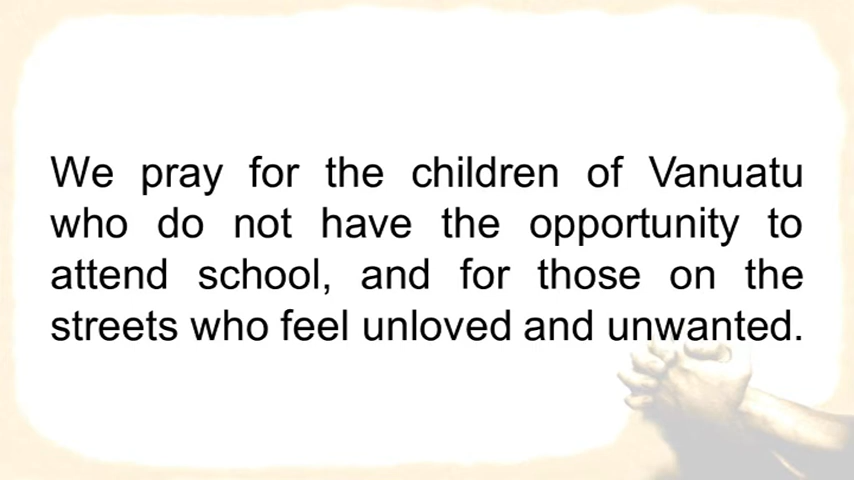 We pray for the children of Vanuatu
who do not have the opportunity to
attend school, and for those on the
streets who feel unloved and unwanted.